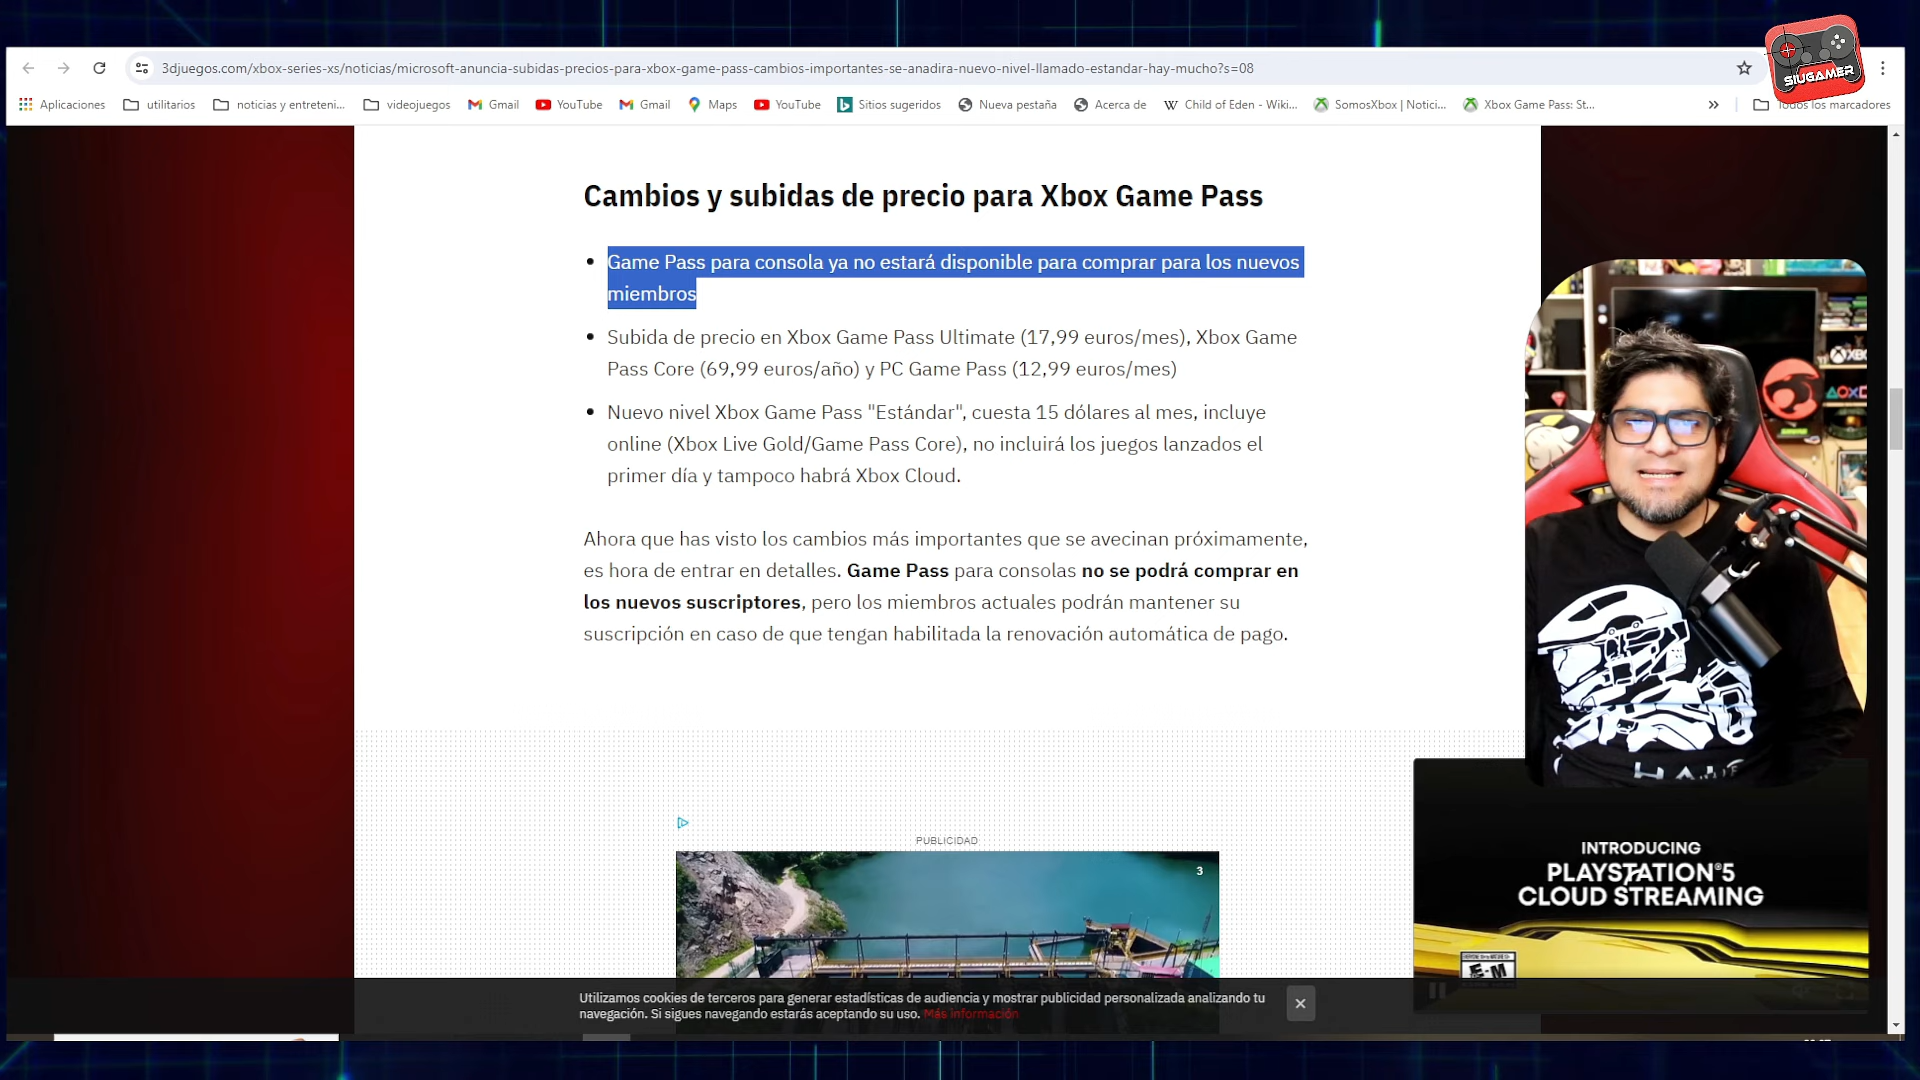 SIUGAMER
3djuegos.com/xbox-series-xs/noticias/microsoft-anuncia-subidas-precios-para-xbox-game-pass-cambios-importantes-se-anadira-nuevo-nivel-llamado-estandar-hay-mucho?s=08
Aplicaciones utilitarios noticias y entreteni... videojuegos Gmail YouTube Gmail Maps YouTube Sitios sugeridos Nueva pestaña Acerca de Child of Eden - Wiki... SomosXbox | Notici... Xbox Game Pass: St... » Todos los marcadores
Cambios y subidas de precio para Xbox Game Pass
• Game Pass para consola ya no estará disponible para comprar para los nuevos
miembros
• Subida de precio en Xbox Game Pass Ultimate (17,99 euros/mes), Xbox Game
Pass Core (69,99 euros/año) y PC Game Pass (12,99 euros/mes)
• Nuevo nivel Xbox Game Pass "Estándar", cuesta 15 dólares al mes, incluye
online (Xbox Live Gold/Game Pass Core), no incluirá los juegos lanzados el
primer día y tampoco habrá Xbox Cloud.
Ahora que has visto los cambios más importantes que se avecinan próximamente,
es hora de entrar en detalles. Game Pass para consolas no se podrá comprar en
los nuevos suscriptores, pero los miembros actuales podrán mantener su
suscripción en caso de que tengan habilitada la renovación automática de pago.
PUBLICIDAD
3
INTRODUCING
PLAYSTATION®5
CLOUD STREAMING
E-M
Utilizamos cookies de terceros para generar estadísticas de audiencia y mostrar publicidad personalizada analizando tu
navegación. Si sigues navegando estarás aceptando su uso. Más información